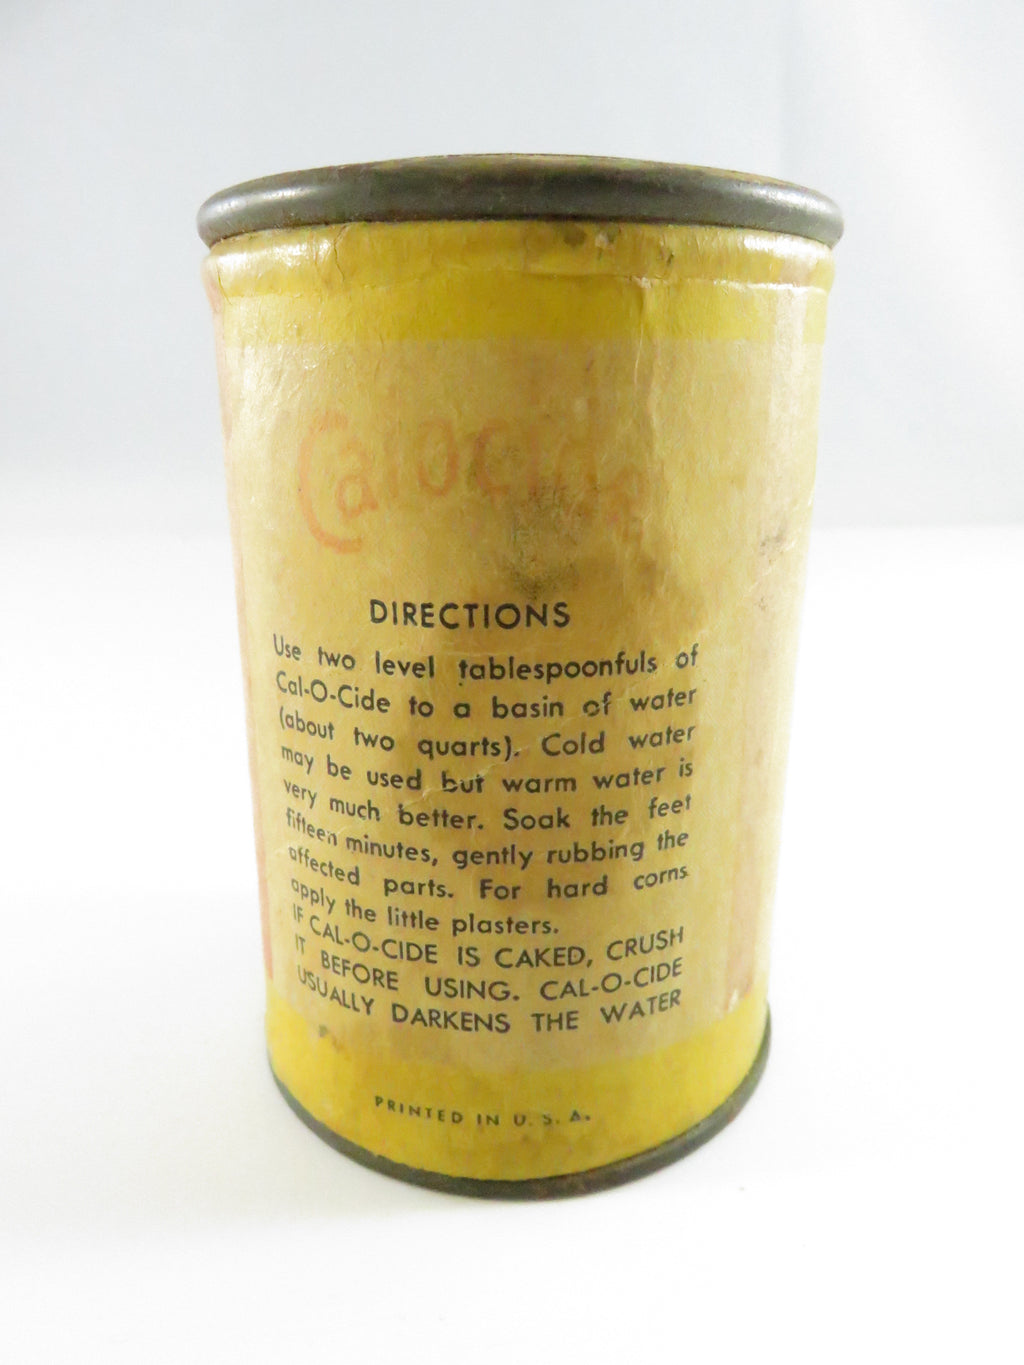 Calocide
DIRECTIONS
Use two level tablespoonfuls of
Cal-O-Cide to a basin of water
(about two quarts). Cold water
may be used but warm water is
very much better. Soak the feet
fifteen minutes, gently rubbing the
affected parts. For hard corns
apply the little plasters.
IF CAL-O-CIDE IS CAKED, CRUSH
IT BEFORE USING. CAL-O-CIDE
USUALLY DARKENS THE WATER
PRINTED IN U. S. A.